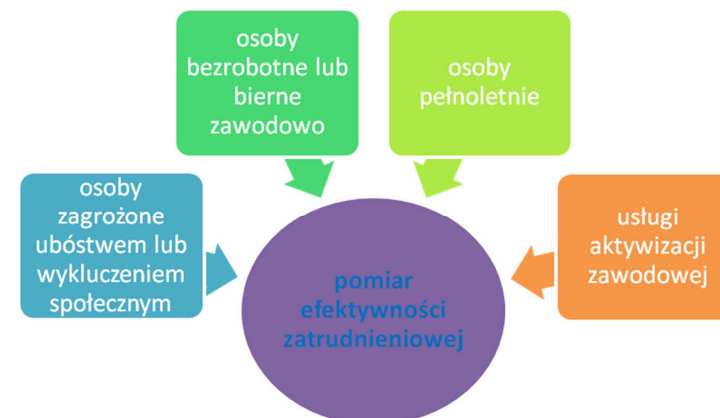 osoby
bezrobotne lub
bierne
zawodowo
osoby
pełnoletnie
osoby
zagrożone
ubóstwem lub
wykluczeniem
społecznym
usługi
aktywizacji
zawodowej
pomiar
efektywności
zatrudnieniowej